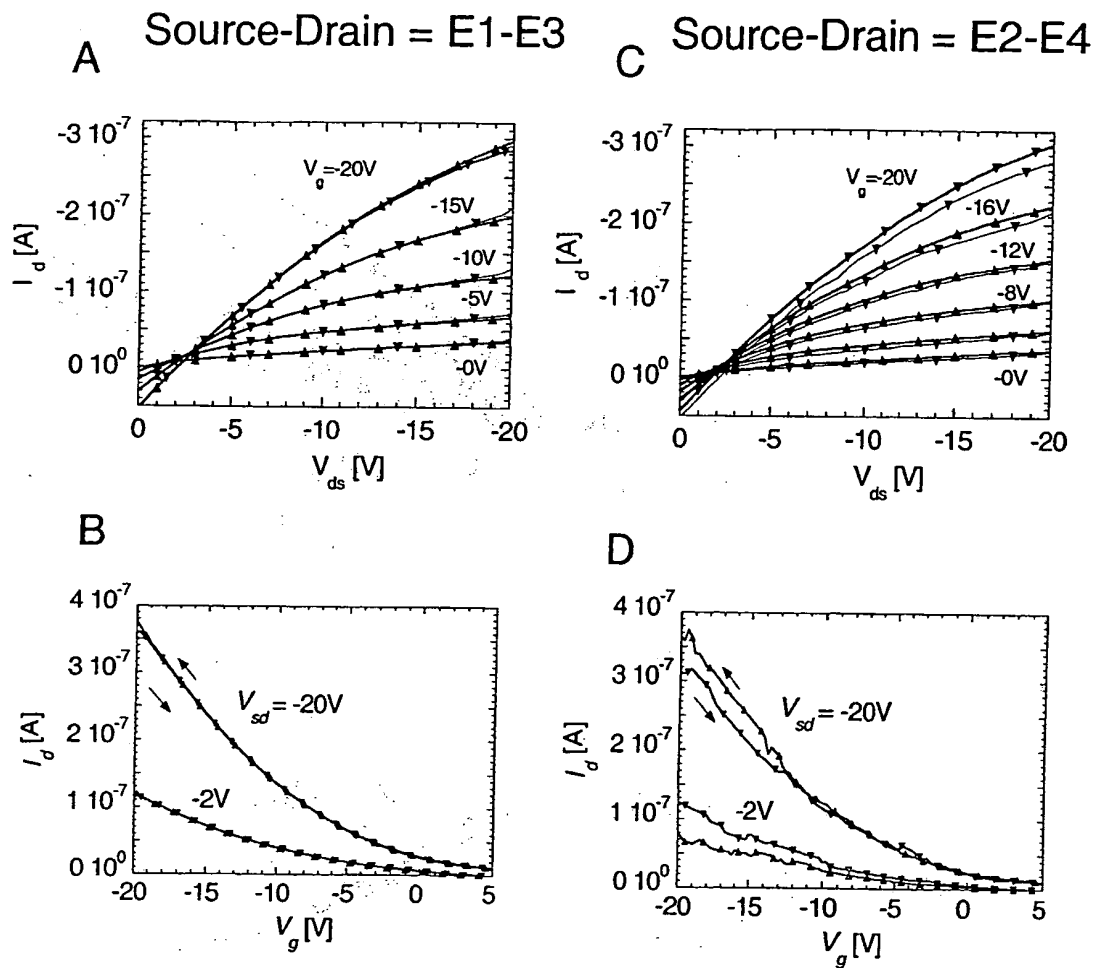 Source-Drain = E1-E3
Source-Drain = E2-E4
A
I_d [A]
-3 10^-7
-2 10^-7
-1 10^-7
0 10^0
V_g=-20V
-15V
-10V
-5V
-0V
0 -5 -10 -15 -20
V_ds [V]
C
I_d [A]
-3 10^-7
-2 10^-7
-1 10^-7
0 10^0
V_g=-20V
-16V
-12V
-8V
-0V
0 -5 -10 -15 -20
V_ds [V]
B
I_d [A]
4 10^-7
3 10^-7
2 10^-7
1 10^-7
0 10^0
V_sd = -20V
-2V
-20 -15 -10 -5 0 5
V_g [V]
D
I_d [A]
4 10^-7
3 10^-7
2 10^-7
1 10^-7
0 10^0
V_sd = -20V
-2V
-20 -15 -10 -5 0 5
V_g [V]